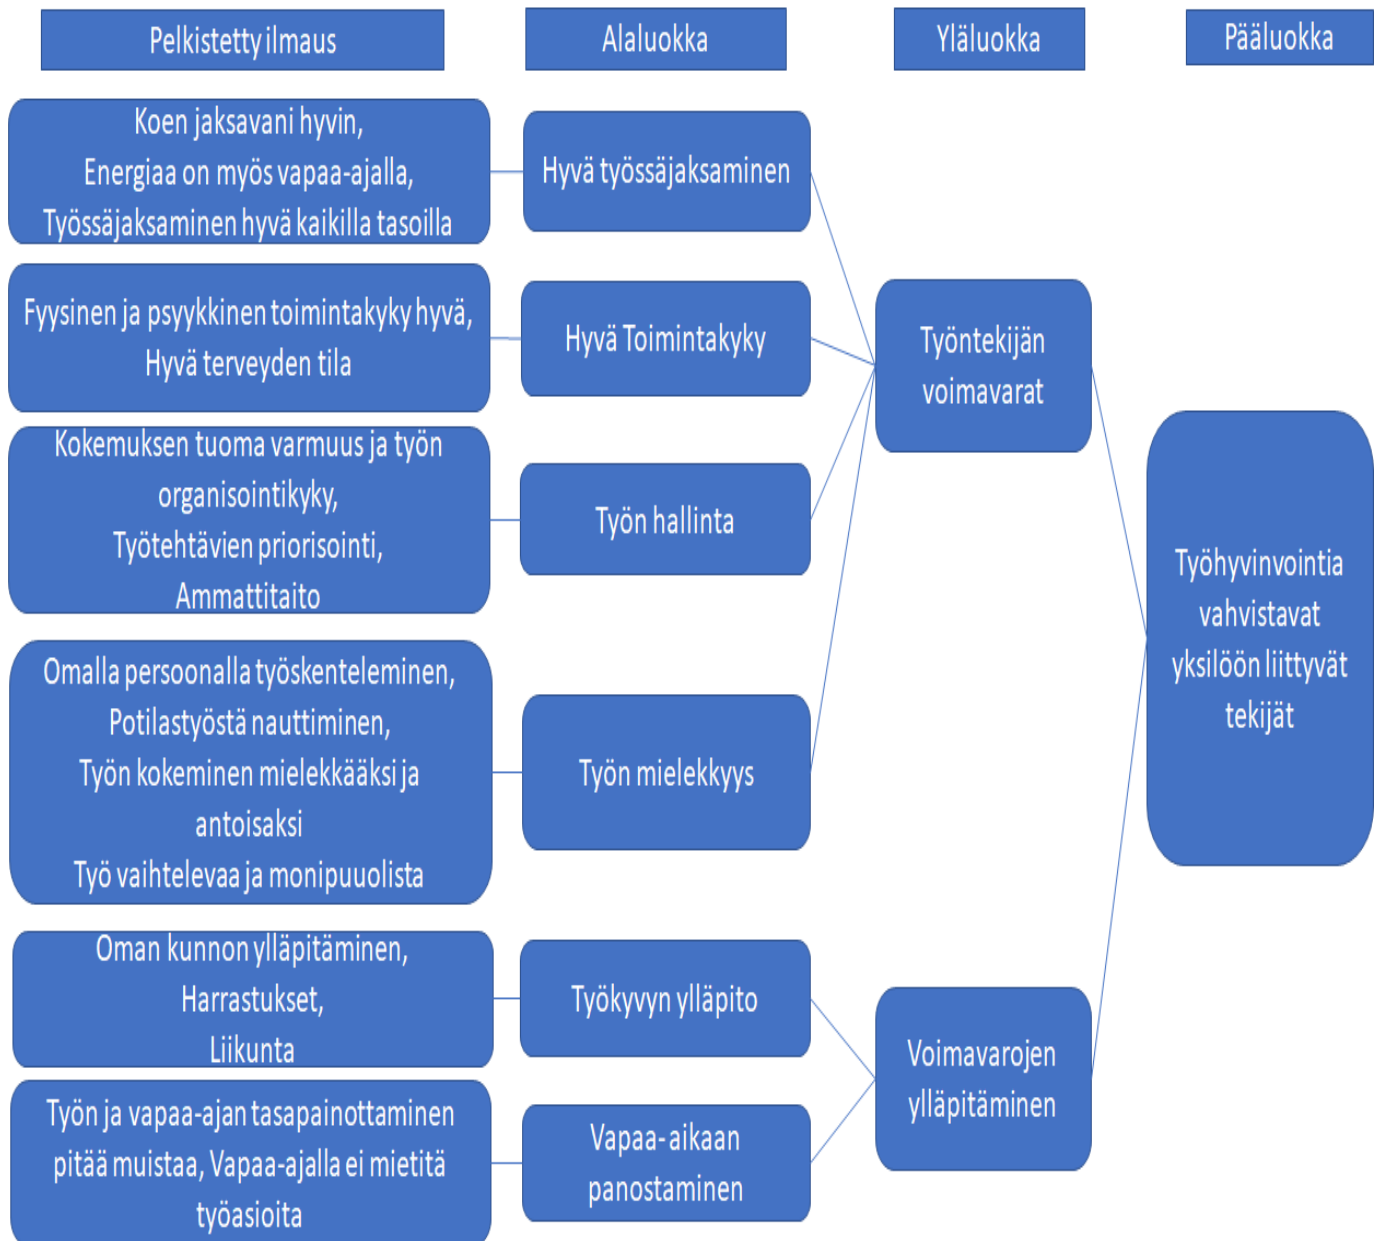 Pelkistetty ilmaus
Alaluokka
Yläluokka
Pääluokka
Koen jaksavani hyvin,
Energiaa on myös vapaa-ajalla,
Työssäjaksaminen hyvä kaikilla tasoilla
Hyvä työssäjaksaminen
Fyysinen ja psyykkinen toimintakyky hyvä,
Hyvä terveyden tila
Hyvä Toimintakyky
Kokemuksen tuoma varmuus ja työn
organisointikyky,
Työtehtävien priorisointi,
Ammattitaito
Työn hallinta
Omalla persoonalla työskenteleminen,
Potilastyöstä nauttiminen,
Työn kokeminen mielekkääksi ja
antoisaksi
Työ vaihtelevaa ja monipuuolista
Työn mielekkyys
Työntekijän
voimavarat
Oman kunnon ylläpitäminen,
Harrastukset,
Liikunta
Työkyvyn ylläpito
Työn ja vapaa-ajan tasapainottaminen
pitää muistaa, Vapaa-ajalla ei mietitä
työasioita
Vapaa-aikaan
panostaminen
Voimavarojen
ylläpitäminen
Työhyvinvointia
vahvistavat
yksilöön liittyvät
tekijät